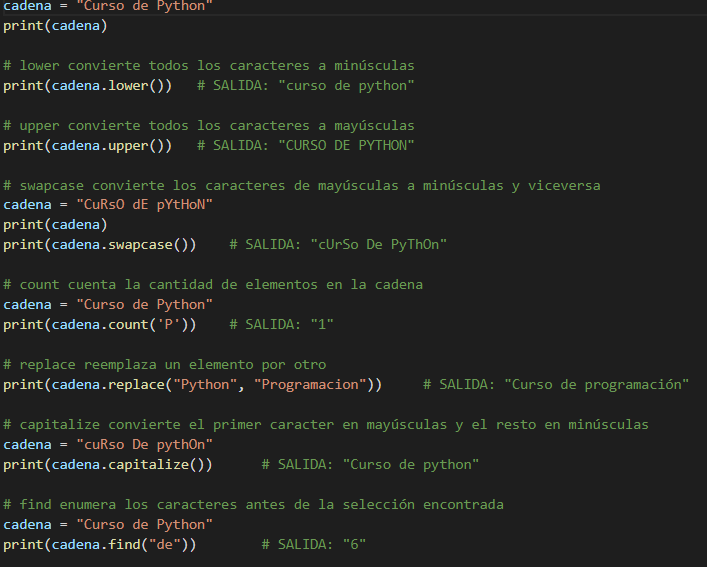 cadena = "Curso de Python"
print(cadena)
# lower convierte todos los caracteres a minúsculas
print(cadena.lower())   # SALIDA: "curso de python"
# upper convierte todos los caracteres a mayúsculas
print(cadena.upper())   # SALIDA: "CURSO DE PYTHON"
# swapcase convierte los caracteres de mayúsculas a minúsculas y viceversa
cadena = "CuRsO dE pYtHoN"
print(cadena)
print(cadena.swapcase())    # SALIDA: "cUrSo De PyThOn"
# count cuenta la cantidad de elementos en la cadena
cadena = "Curso de Python"
print(cadena.count('P'))    # SALIDA: "1"
# replace reemplaza un elemento por otro
print(cadena.replace("Python", "Programacion"))     # SALIDA: "Curso de programación"
# capitalize convierte el primer caracter en mayúsculas y el resto en minúsculas
cadena = "cuRso De pythOn"
print(cadena.capitalize())      # SALIDA: "Curso de python"
# find enumera los caracteres antes de la selección encontrada
cadena = "Curso de Python"
print(cadena.find("de"))        # SALIDA: "6"